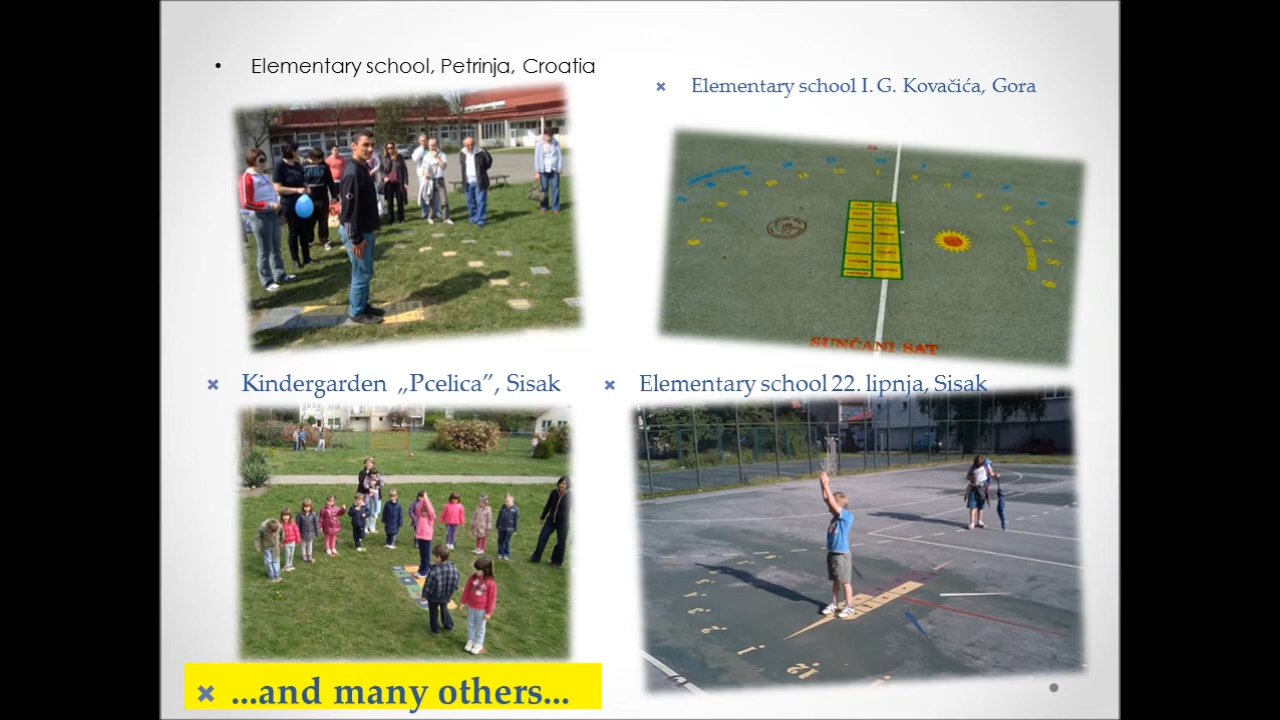 Elementary school, Petrinja, Croatia
Elementary school I. G. Kovačića, Gora
SUNČANI SAT
Kindergarden „Pcelica”, Sisak
Elementary school 22. lipnja, Sisak
...and many others...